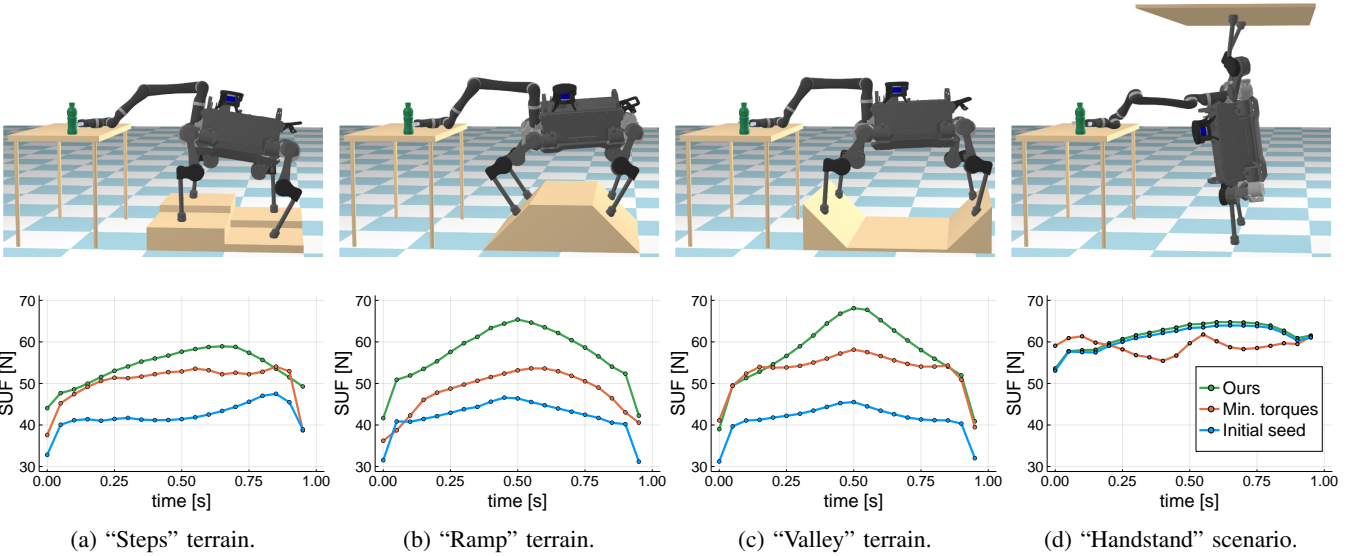 70
60
50
40
30
SUF [N]
0.00 0.25 0.50 0.75 1.00
time [s]
(a) “Steps” terrain.
70
60
50
40
30
SUF [N]
0.00 0.25 0.50 0.75 1.00
time [s]
(b) “Ramp” terrain.
70
60
50
40
30
SUF [N]
0.00 0.25 0.50 0.75 1.00
time [s]
(c) “Valley” terrain.
70
60
50
40
30
SUF [N]
Ours
Min. torques
Initial seed
0.00 0.25 0.50 0.75 1.00
time [s]
(d) “Handstand” scenario.